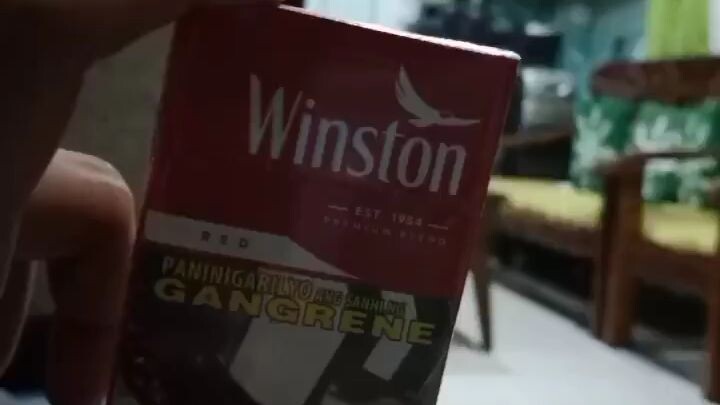 Winston
EST. 1954
PREMIUM BLEND
RED
PANINIGARILYO ANG SANHI NG
GANGRENE